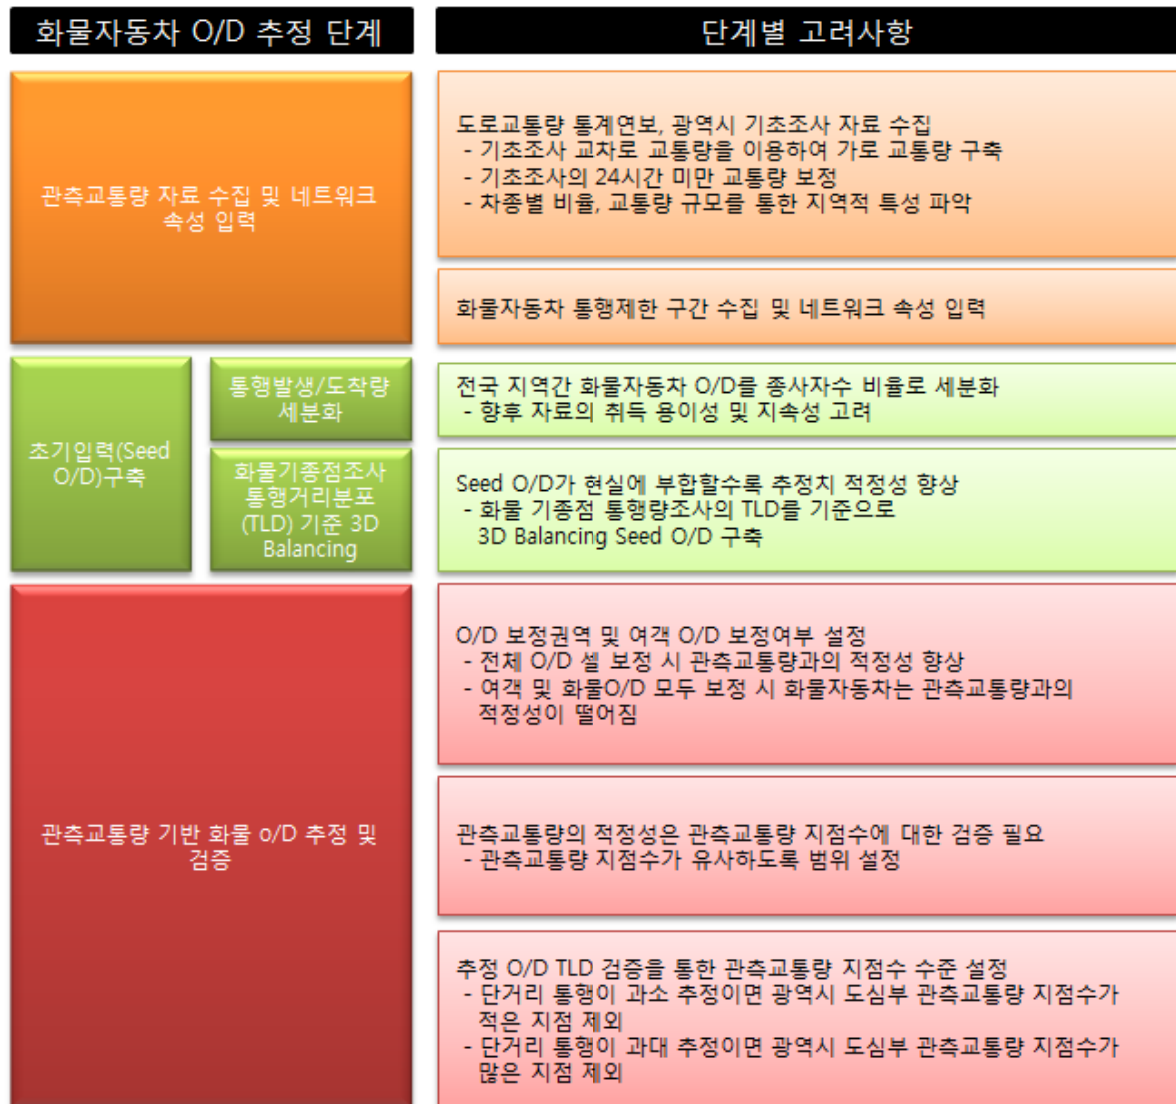 화물자동차 O/D 추정 단계
단계별 고려사항
관측교통량 자료 수집 및 네트워크
속성 입력
도로교통량 통계연보, 광역시 기초조사 자료 수집
- 기초조사 교차로 교통량을 이용하여 가로 교통량 구축
- 기초조사의 24시간 미만 교통량 보정
- 차종별 비율, 교통량 규모를 통한 지역적 특성 파악
화물자동차 통행제한 구간 수집 및 네트워크 속성 입력
초기입력(Seed
O/D)구축
통행발생/도착량
세분화
전국 지역간 화물자동차 O/D를 종사자수 비율로 세분화
- 향후 자료의 취득 용이성 및 지속성 고려
화물기종점조사
통행거리분포
(TLD) 기준 3D
Balancing
Seed O/D가 현실에 부합할수록 추정치 적정성 향상
- 화물 기종점 통행량조사의 TLD를 기준으로
3D Balancing Seed O/D 구축
관측교통량 기반 화물 o/D 추정 및
검증
O/D 보정권역 및 여객 O/D 보정여부 설정
- 전체 O/D 셀 보정 시 관측교통량과의 적정성 향상
- 여객 및 화물O/D 모두 보정 시 화물자동차는 관측교통량과의
적정성이 떨어짐
관측교통량의 적정성은 관측교통량 지점수에 대한 검증 필요
- 관측교통량 지점수가 유사하도록 범위 설정
추정 O/D TLD 검증을 통한 관측교통량 지점수 수준 설정
- 단거리 통행이 과소 추정이면 광역시 도심부 관측교통량 지점수가
적은 지점 제외
- 단거리 통행이 과대 추정이면 광역시 도심부 관측교통량 지점수가
많은 지점 제외